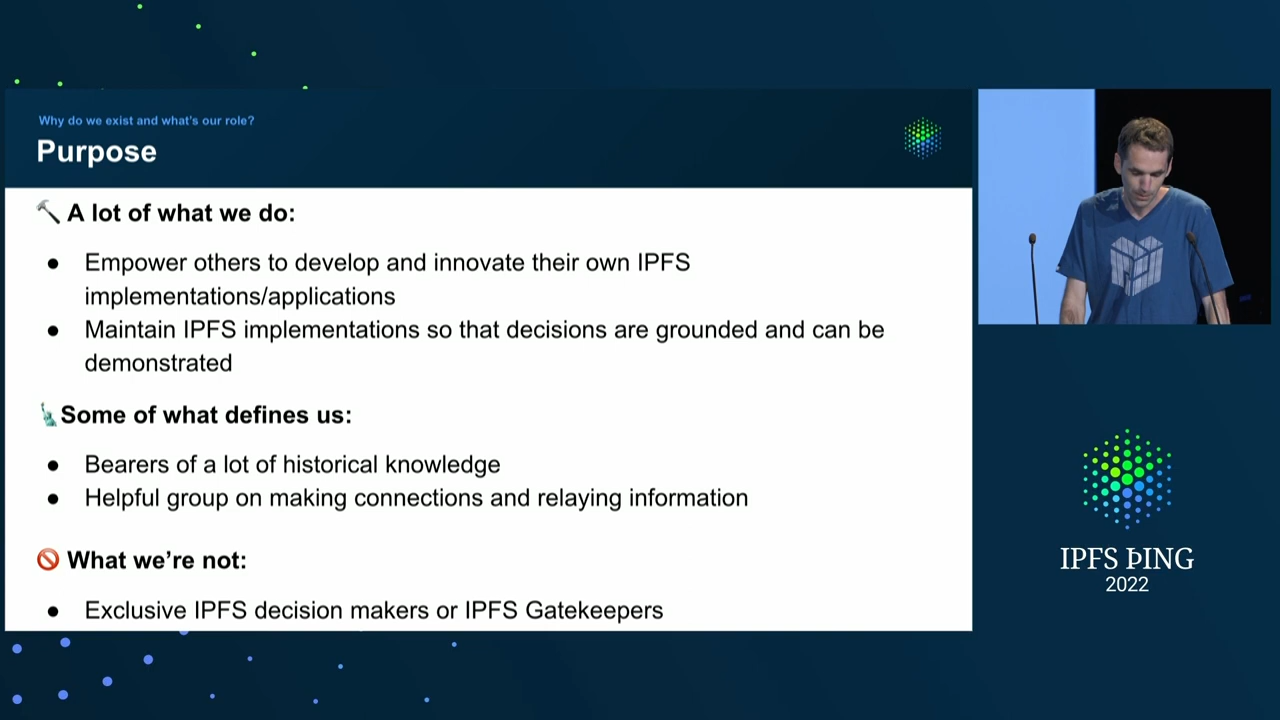 Why do we exist and what's our role?
Purpose
🔨 A lot of what we do:
● Empower others to develop and innovate their own IPFS
implementations/applications
● Maintain IPFS implementations so that decisions are grounded and can be
demonstrated
🗽Some of what defines us:
● Bearers of a lot of historical knowledge
● Helpful group on making connections and relaying information
🚫 What we’re not:
● Exclusive IPFS decision makers or IPFS Gatekeepers
IPFS ÞING
2022